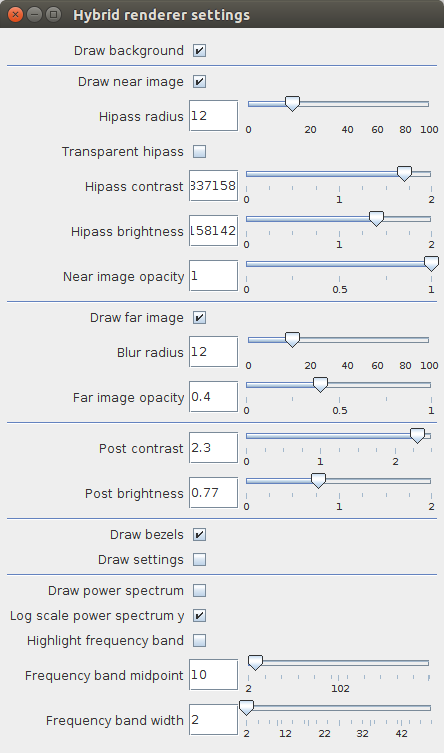 Hybrid renderer settings
Draw background
Draw near image
Hipass radius 12
0 20 40 60 80 100
Transparent hipass
Hipass contrast 337158
0 1 2
Hipass brightness 158142
0 1 2
Near image opacity 1
0 0.5 1
Draw far image
Blur radius 12
0 20 40 60 80 100
Far image opacity 0.4
0 0.5 1
Post contrast 2.3
0 1 2
Post brightness 0.77
0 1 2
Draw bezels
Draw settings
Draw power spectrum
Log scale power spectrum y
Highlight frequency band
Frequency band midpoint 10
2 102
Frequency band width 2
2 12 22 32 42